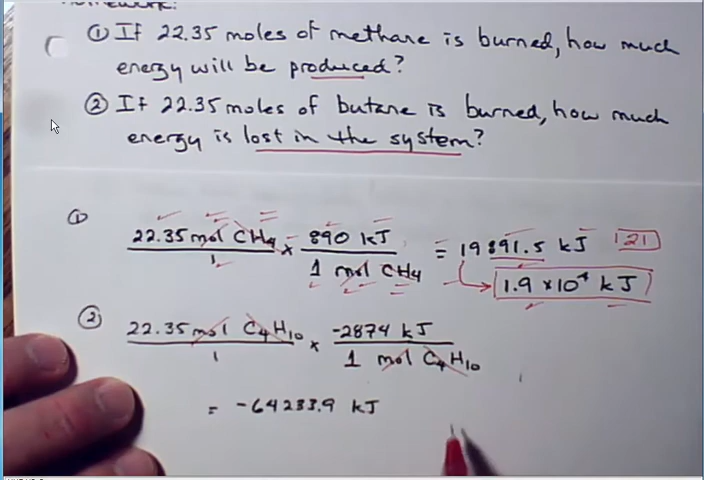 ① If 22.35 moles of methane is burned, how much
energy will be produced?
② If 22.35 moles of butane is burned, how much
energy is lost in the system?
①
22.35 mol CH4 / 1 × 890 kJ / 1 mol CH4 = 19891.5 kJ |21|
1.9 × 10⁴ kJ
②
22.35 mol C4H10 / 1 × -2874 kJ / 1 mol C4H10
= -64233.9 kJ